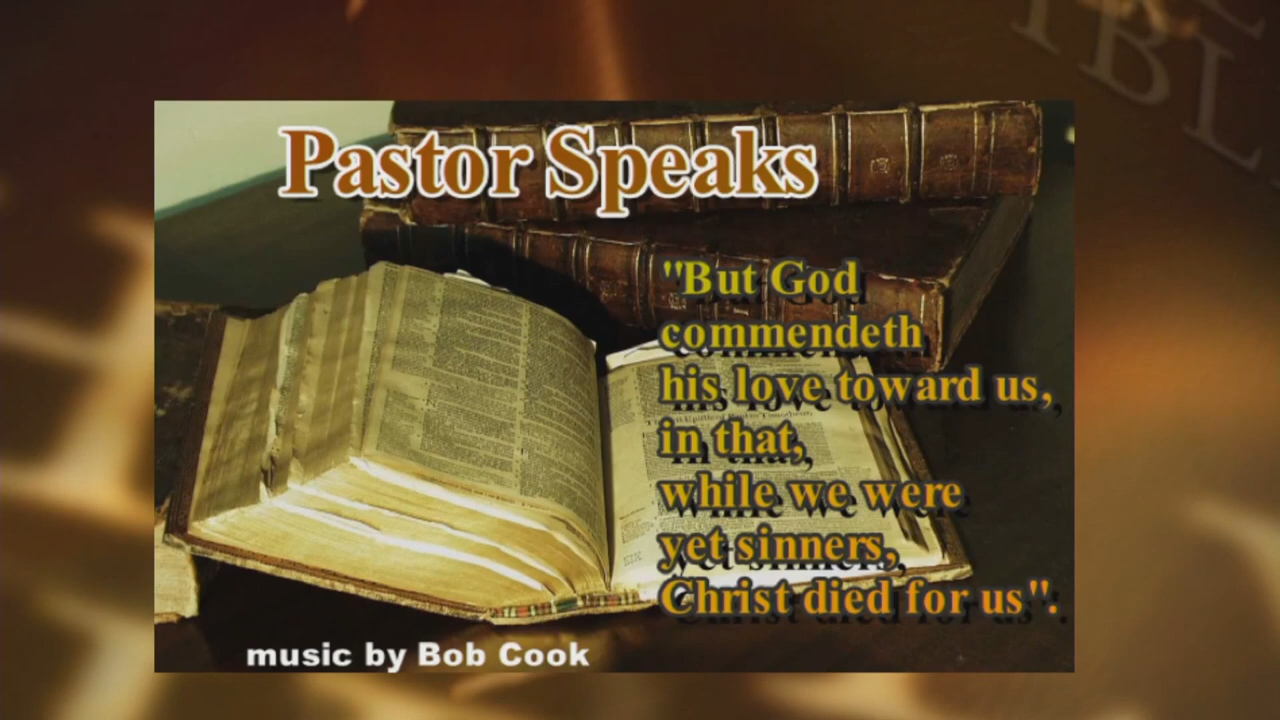 IBL
Pastor Speaks
"But God
commendeth
his love toward us,
in that,
while we were
yet sinners,
Christ died for us".
music by Bob Cook